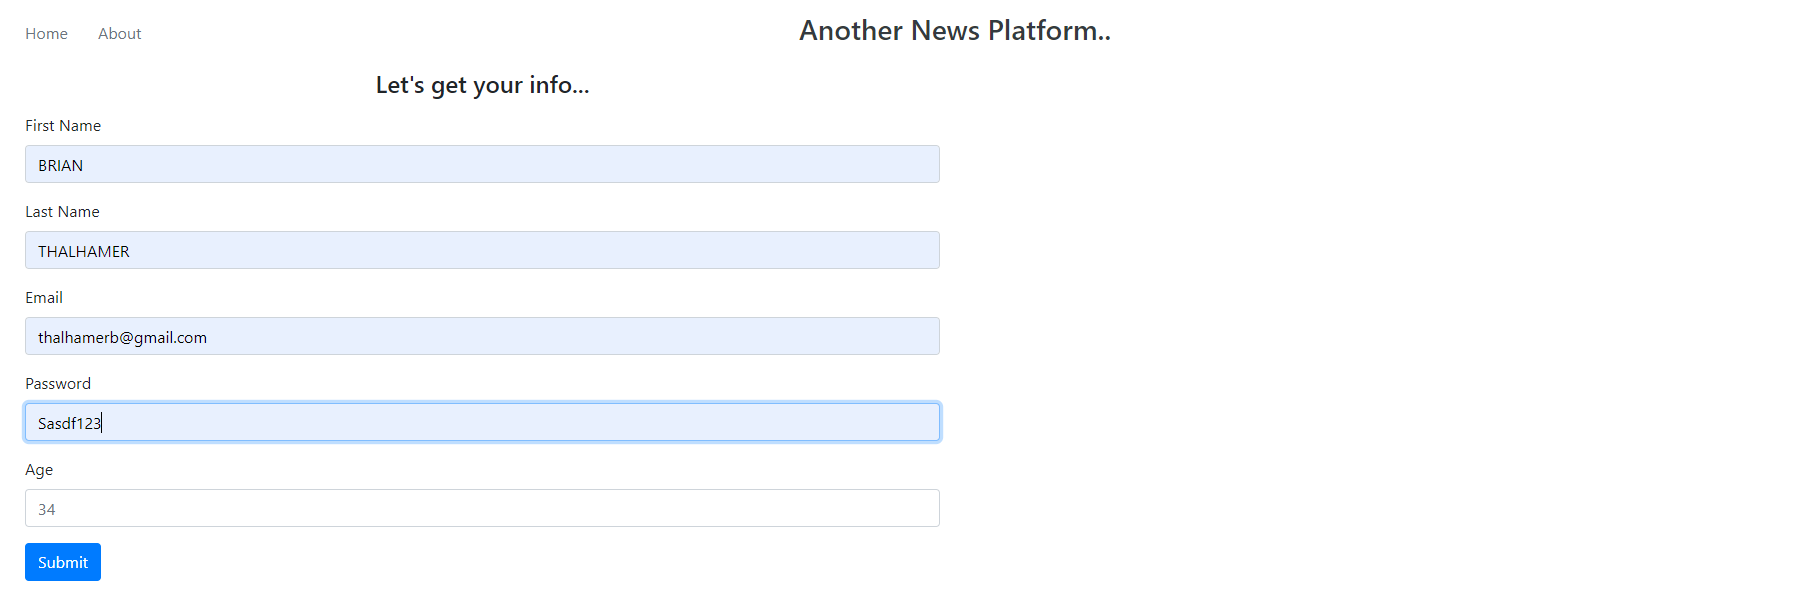 Home About Another News Platform..
Let's get your info...
First Name
BRIAN
Last Name
THALHAMER
Email
thalhamerb@gmail.com
Password
Sasdf123
Age
34
Submit